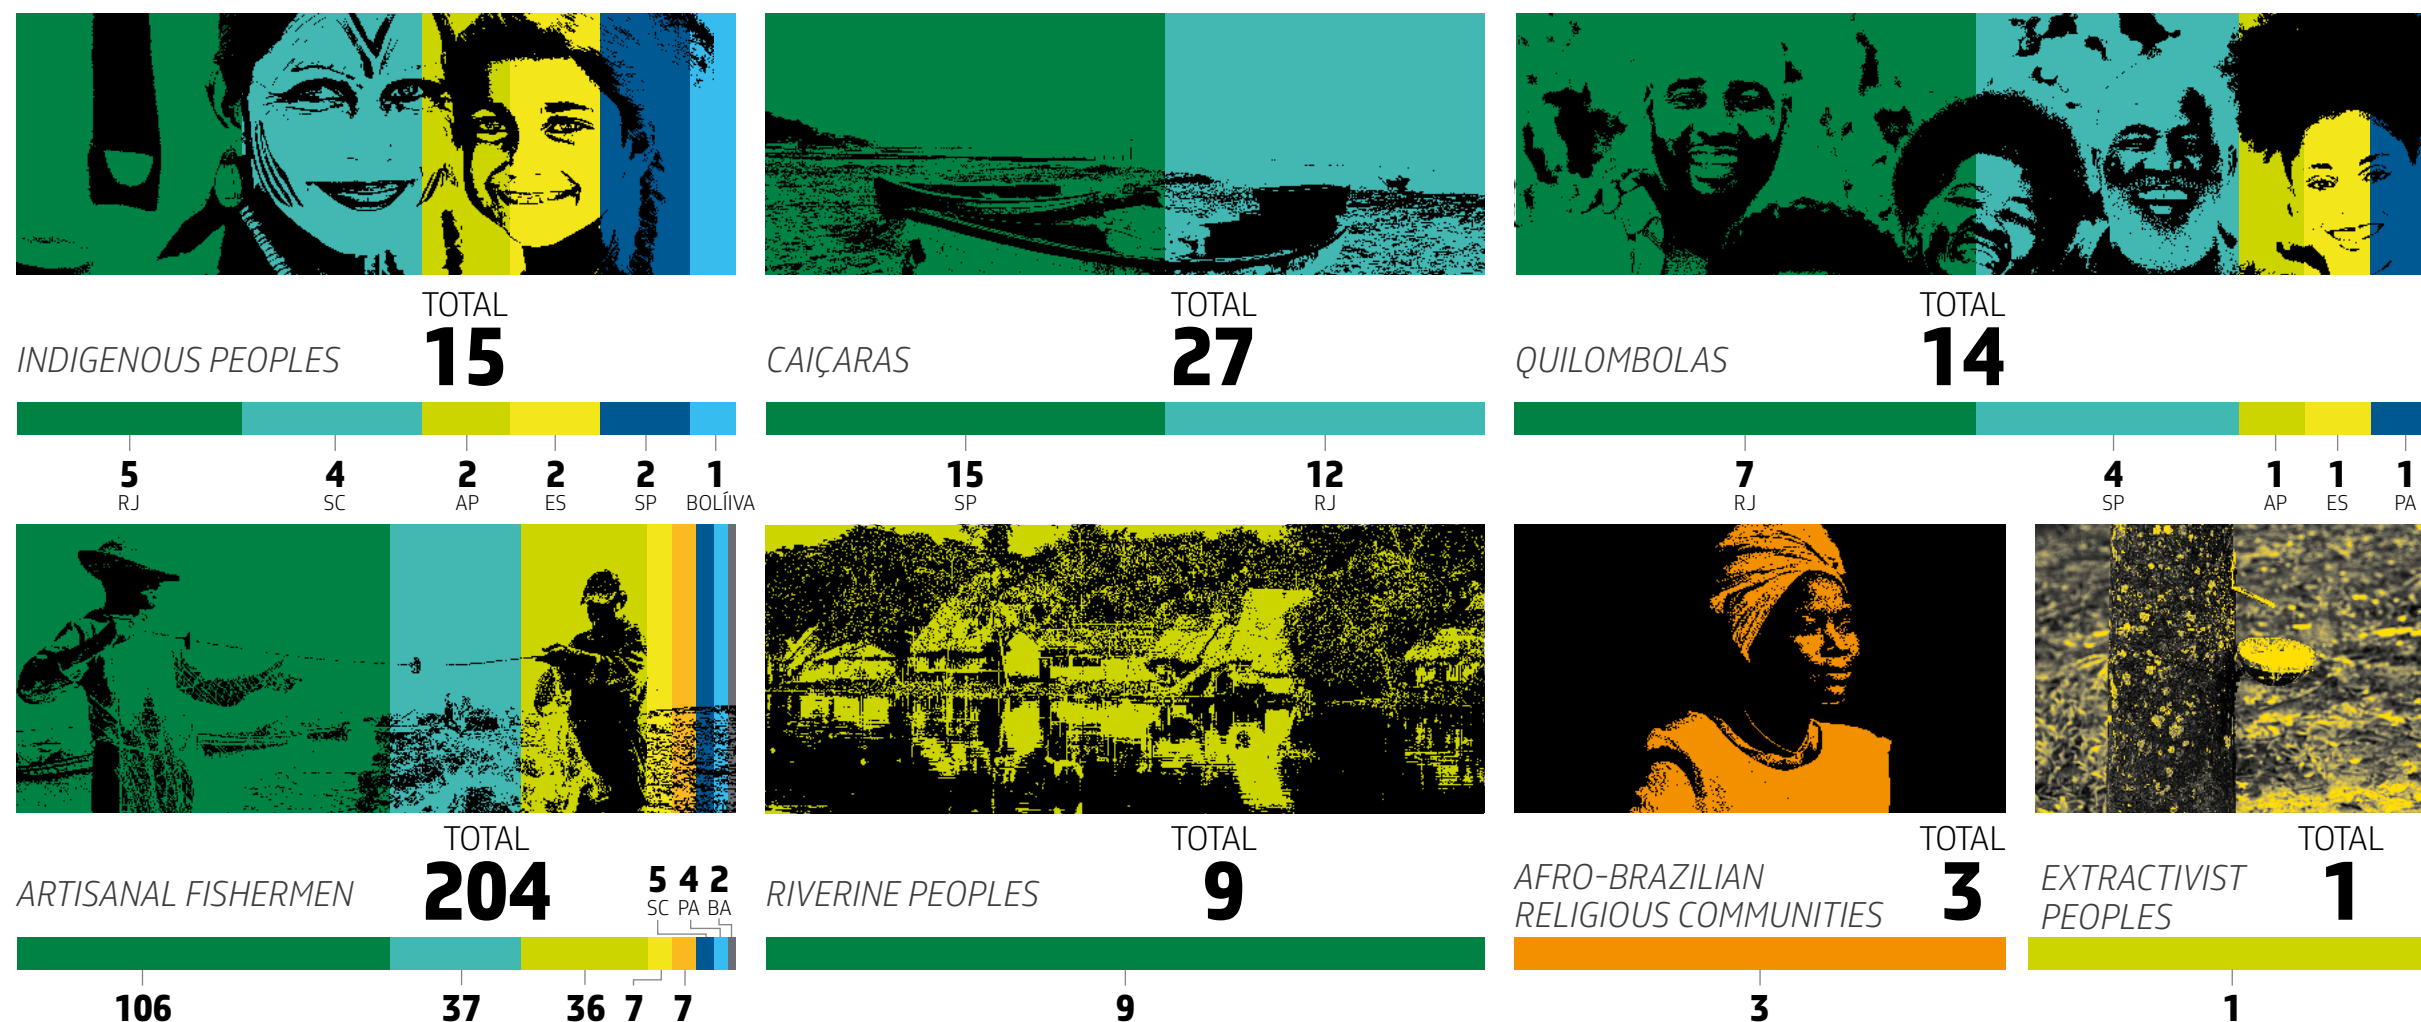 TOTAL
INDIGENOUS PEOPLES 15
5 4 2 2 2 1
RJ SC AP ES SP BOLÍIVA
TOTAL
CAIÇARAS 27
15 12
SP RJ
TOTAL
QUILOMBOLAS 14
7 4 1 1 1
RJ SP AP ES PA
TOTAL
ARTISANAL FISHERMEN 204
5 4 2
SC PA BA
106 37 36 7 7
TOTAL
RIVERINE PEOPLES 9
9
TOTAL
AFRO-BRAZILIAN
RELIGIOUS COMMUNITIES 3
3
TOTAL
EXTRACTIVIST
PEOPLES 1
1